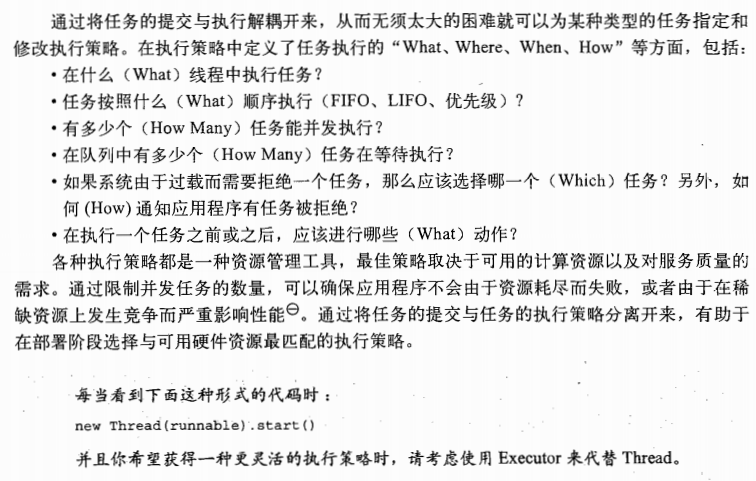 通过将任务的提交与执行解耦开来，从而无须太大的困难就可以为某种类型的任务指定和
修改执行策略。在执行策略中定义了任务执行的“What、Where、When、How”等方面，包括：
• 在什么（What）线程中执行任务？
• 任务按照什么（What）顺序执行（FIFO、LIFO、优先级）？
• 有多少个（How Many）任务能并发执行？
• 在队列中有多少个（How Many）任务在等待执行？
• 如果系统由于过载而需要拒绝一个任务，那么应该选择哪一个（Which）任务？另外，如
何 (How) 通知应用程序有任务被拒绝？
• 在执行一个任务之前或之后，应该进行哪些（What）动作？
各种执行策略都是一种资源管理工具，最佳策略取决于可用的计算资源以及对服务质量的
需求。通过限制并发任务的数量，可以确保应用程序不会由于资源耗尽而失败，或者由于在稀
缺资源上发生竞争而严重影响性能㊀。通过将任务的提交与任务的执行策略分离开来，有助于
在部署阶段选择与可用硬件资源最匹配的执行策略。
每当看到下面这种形式的代码时：
new Thread(runnable).start()
并且你希望获得一种更灵活的执行策略时，请考虑使用 Executor 来代替 Thread。